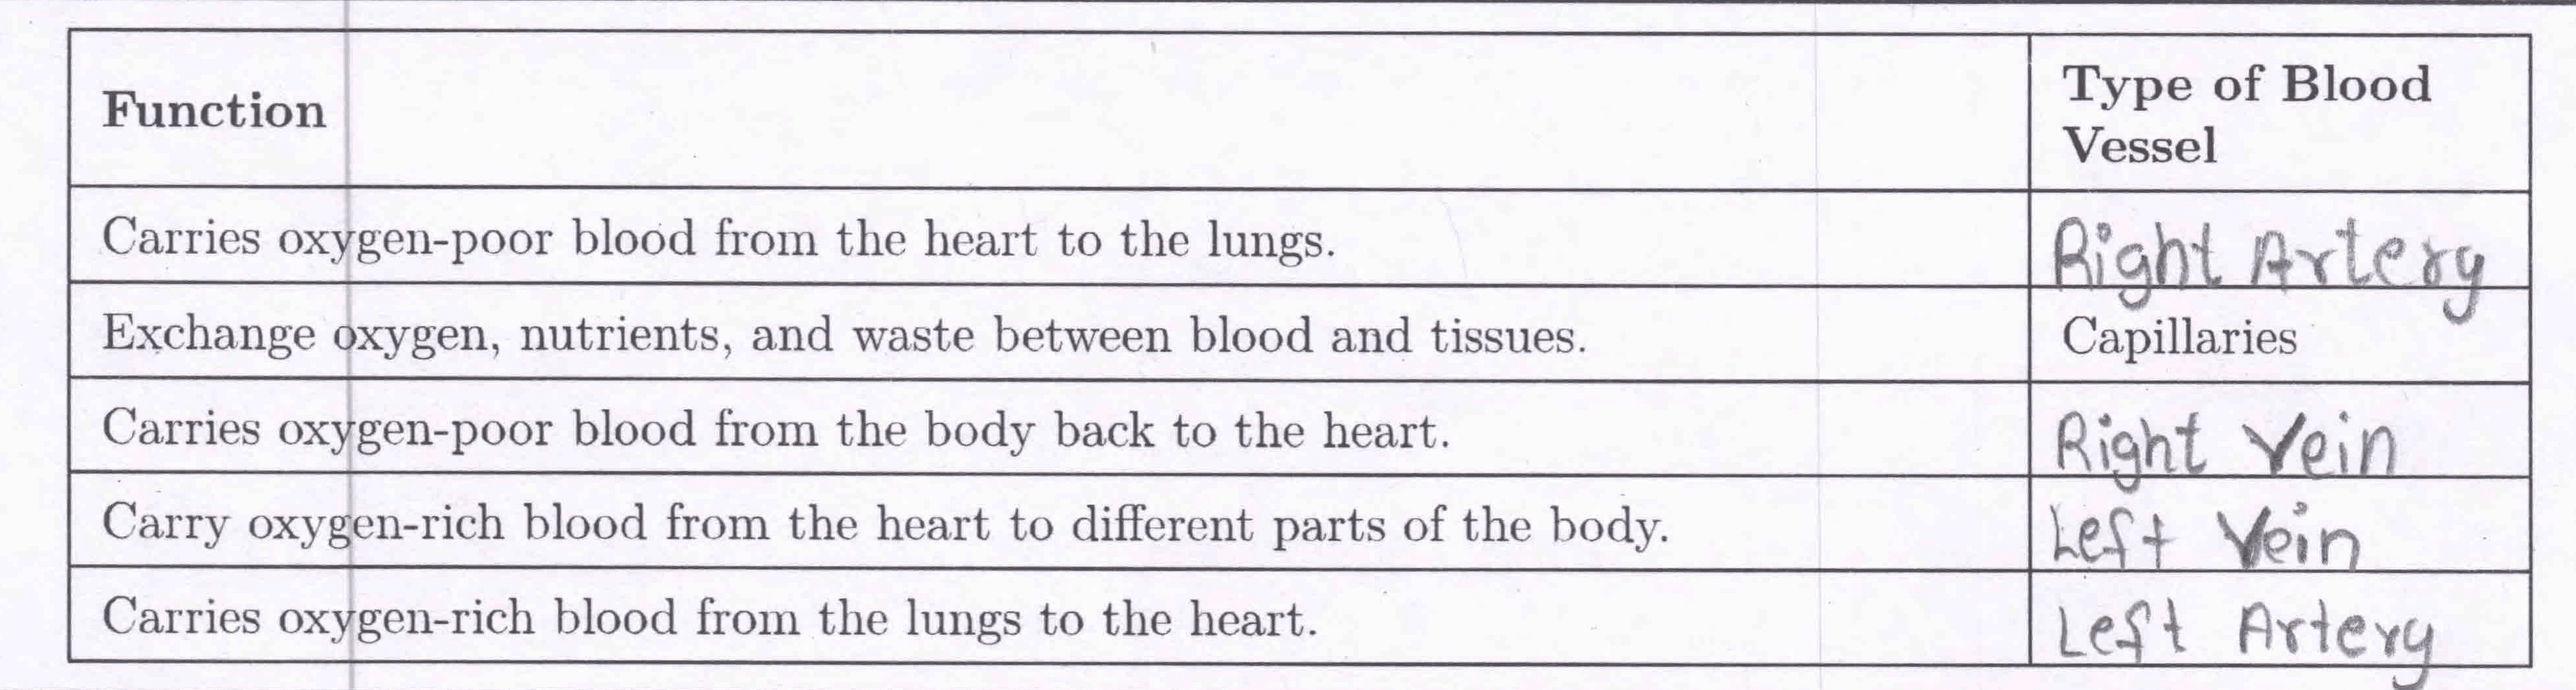 Function
Type of Blood
Vessel
Carries oxygen-poor blood from the heart to the lungs.
Right Artery
Exchange oxygen, nutrients, and waste between blood and tissues.
Capillaries
Carries oxygen-poor blood from the body back to the heart.
Right Vein
Carry oxygen-rich blood from the heart to different parts of the body.
Left Vein
Carries oxygen-rich blood from the lungs to the heart.
Left Artery